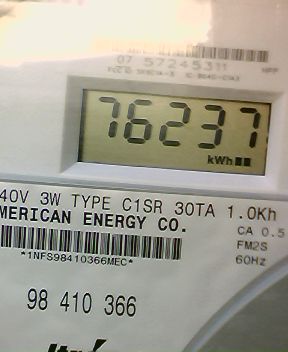 07 57245311
76237
kWh
40V 3W TYPE C1SR 30TA 1.0Kh
MERICAN ENERGY CO.
CA 0.5
FM2S
60Hz
*1NFS98410366MEC*
98 410 366